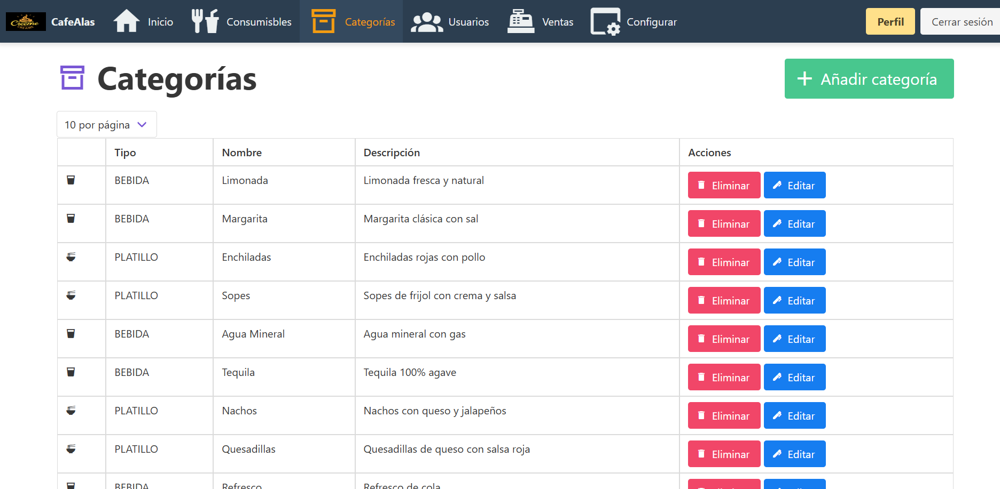 Creeme CREAME CafeAlas Inicio Consumisbles Categorías Usuarios Ventas Configurar Perfil Cerrar sesión
Categorías Añadir categoría
10 por página
Tipo Nombre Descripción Acciones
BEBIDA Limonada Limonada fresca y natural Eliminar Editar
BEBIDA Margarita Margarita clásica con sal Eliminar Editar
PLATILLO Enchiladas Enchiladas rojas con pollo Eliminar Editar
PLATILLO Sopes Sopes de frijol con crema y salsa Eliminar Editar
BEBIDA Agua Mineral Agua mineral con gas Eliminar Editar
BEBIDA Tequila Tequila 100% agave Eliminar Editar
PLATILLO Nachos Nachos con queso y jalapeños Eliminar Editar
PLATILLO Quesadillas Quesadillas de queso con salsa roja Eliminar Editar
BEBIDA Refresco Refresco de cola